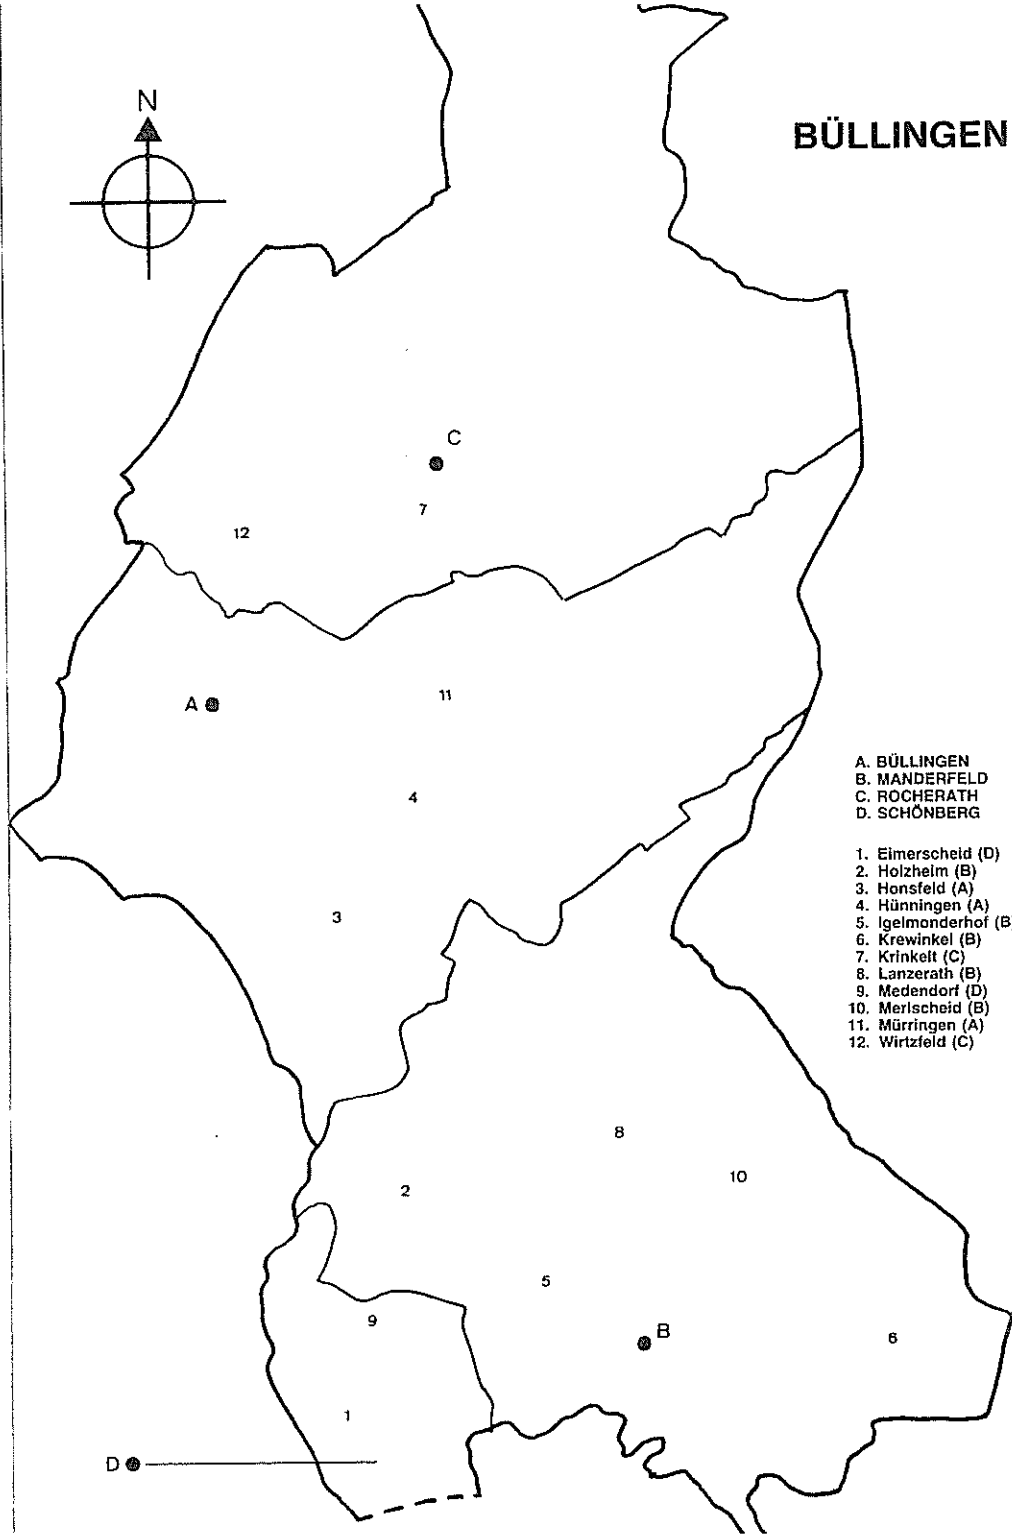 N
BÜLLINGEN
C
7
12
A
11
4
3
A. BÜLLINGEN
B. MANDERFELD
C. ROCHERATH
D. SCHÖNBERG
1. Eimerscheid (D)
2. Holzheim (B)
3. Honsfeld (A)
4. Hünningen (A)
5. Igelmonderhof (B
6. Krewinkel (B)
7. Krinkelt (C)
8. Lanzerath (B)
9. Medendorf (D)
10. Merlscheid (B)
11. Mürringen (A)
12. Wirtzfeld (C)
8
10
2
5
9
B
6
1
D